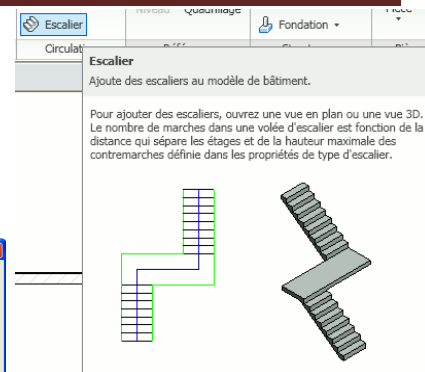 Niveau Quadrillage
Escalier
Fondation
Escalier
Ajoute des escaliers au modèle de bâtiment.
Pour ajouter des escaliers, ouvrez une vue en plan ou une vue 3D.
Le nombre de marches dans une volée d'escalier est fonction de la
distance qui sépare les étages et de la hauteur maximale des
contremarches définie dans les propriétés de type d'escalier.